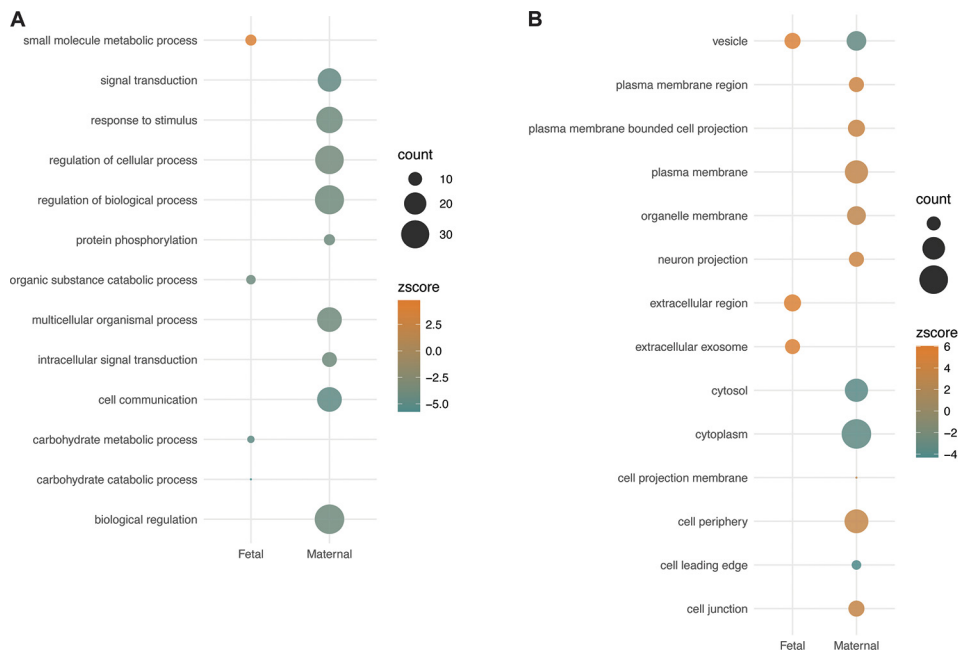 A
small molecule metabolic process
signal transduction
response to stimulus
regulation of cellular process
regulation of biological process
protein phosphorylation
organic substance catabolic process
multicellular organismal process
intracellular signal transduction
cell communication
carbohydrate metabolic process
carbohydrate catabolic process
biological regulation
Fetal Maternal
count
10
20
30
zscore
2.5
0.0
−2.5
−5.0
B
vesicle
plasma membrane region
plasma membrane bounded cell projection
plasma membrane
organelle membrane
neuron projection
extracellular region
extracellular exosome
cytosol
cytoplasm
cell projection membrane
cell periphery
cell leading edge
cell junction
Fetal Maternal
count
zscore
6
4
2
0
−2
−4